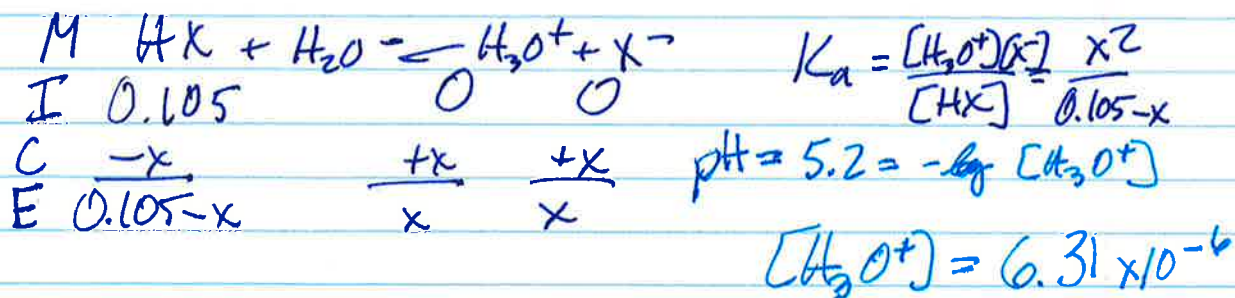 M HX + H₂O ⇌ H₃O⁺ + X⁻ Ka = [H₃O⁺][X⁻]/[HX] = x²/0.105-x
I 0.105 0 0
C -x +x +x pH = 5.2 = -log [H₃O⁺]
E 0.105-x x x
[H₃O⁺] = 6.31 x10⁻⁶